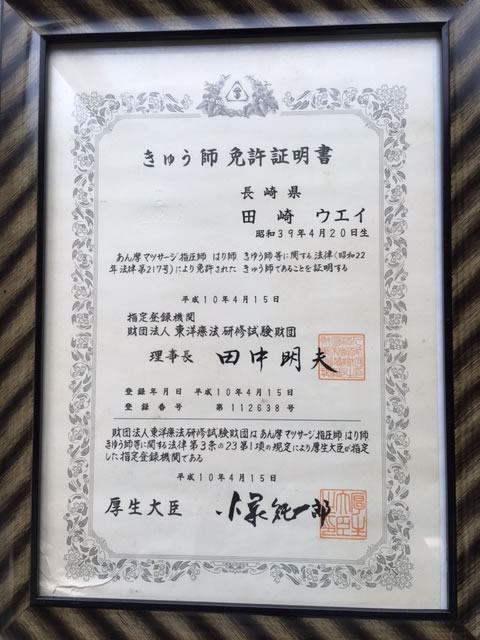 きゅう師 免許証明書
長崎県
田崎 ウエイ
昭和39年4月20日生
あん摩マツサージ指圧師 はり師 きゆう師等に関する法律(昭和22
年法律第217号)により免許された きゆう師であることを証明する
平成10年4月15日
指定登録機関
財団法人 東洋療法研修試験財団
理事長 田中明夫
登録年月日 平成10年4月15日
登録番号 第112638号
財団法人東洋療法研修試験財団はあん摩マツサージ指圧師 はり師
きゆう師等に関する法律第3条の23第1項の規定により厚生大臣が指定
した指定登録機関である
平成10年4月15日
厚生大臣 小泉純一郎